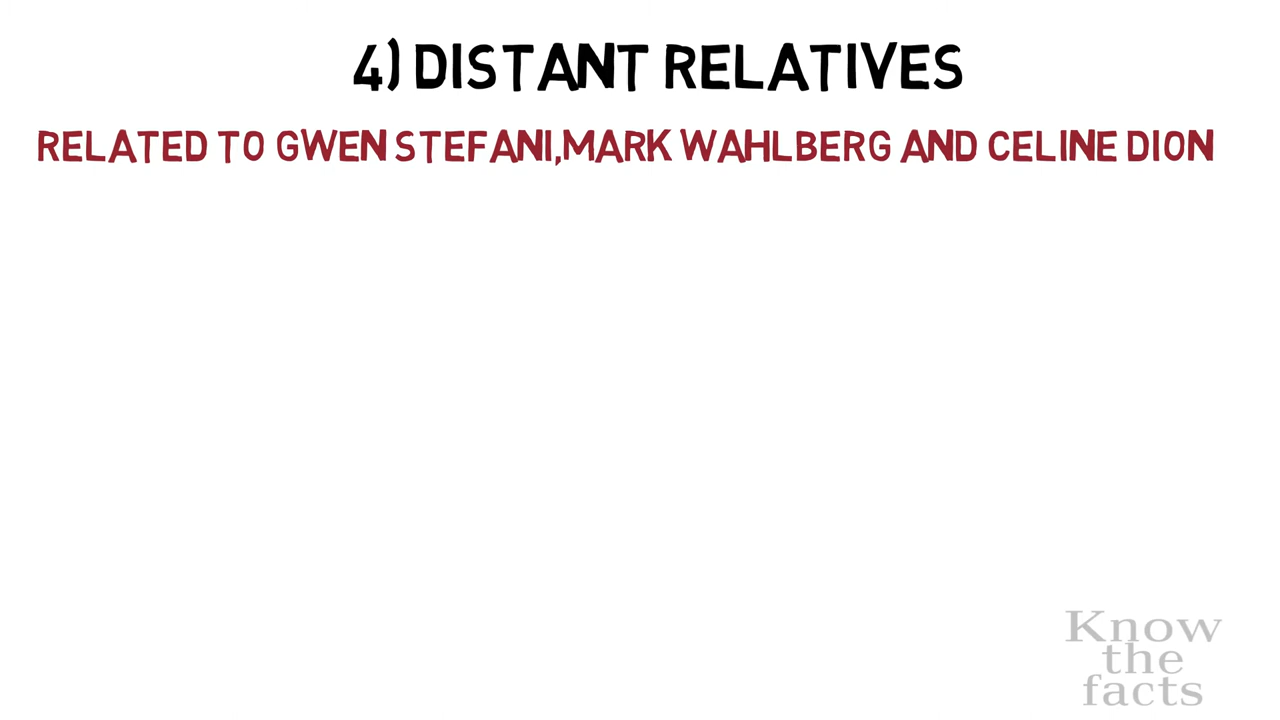 4) DISTANT RELATIVES
RELATED TO GWEN STEFANI,MARK WAHLBERG AND CELINE DION
Know
the
facts